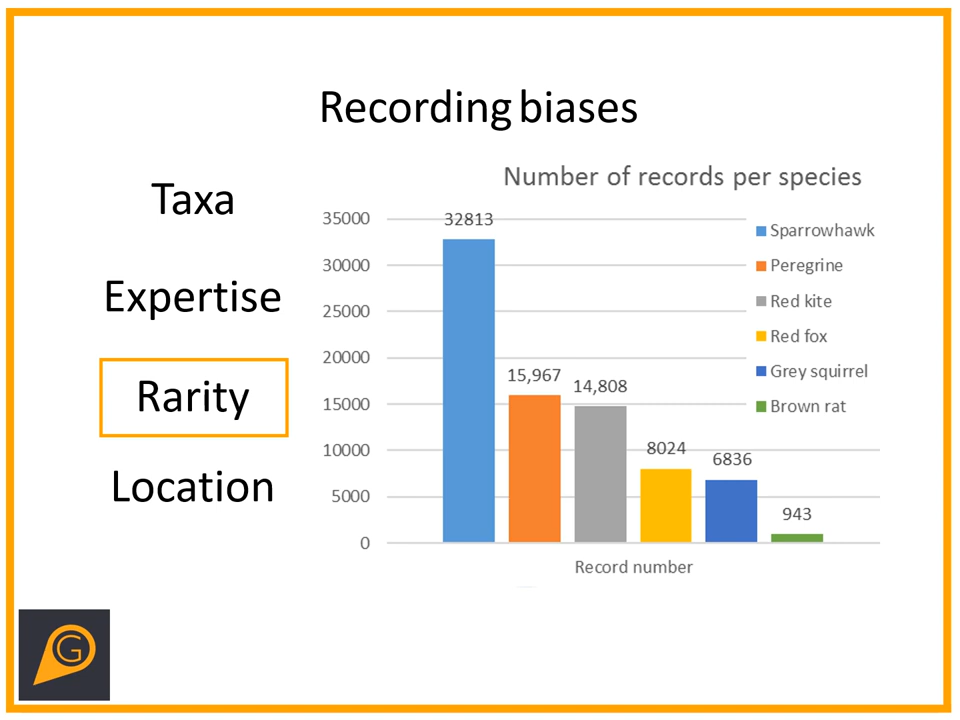 Recording biases
Taxa
Expertise
Rarity
Location
Number of records per species
35000
30000
25000
20000
15000
10000
5000
0
32813
15,967
14,808
8024
6836
943
Record number
Sparrowhawk
Peregrine
Red kite
Red fox
Grey squirrel
Brown rat
G